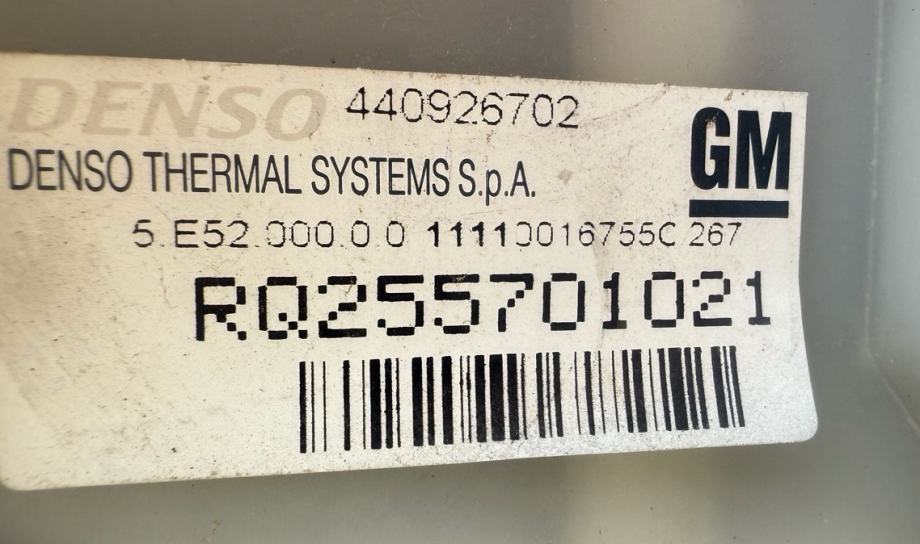 DENSO 440926702
GM
DENSO THERMAL SYSTEMS S.p.A.
5.E52.000.0 0 11110016755C 267
RQ255701021